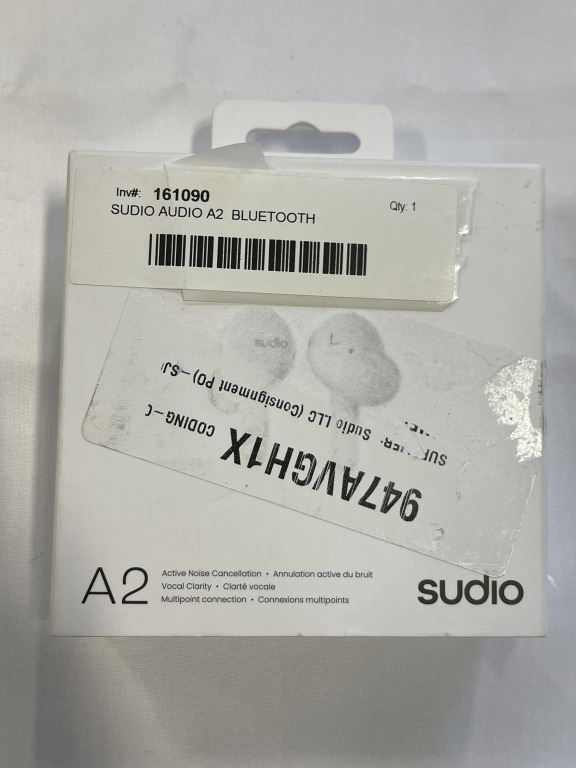 Inv#: 161090
Qty: 1
SUDIO AUDIO A2 BLUETOOTH
sudio
L
947AVGH1X
CODING –
Sudio LLC (Consignment PO) – SJ
A2
Active Noise Cancellation • Annulation active du bruit
Vocal Clarity • Clarté vocale
Multipoint connection • Connexions multipoints
sudio